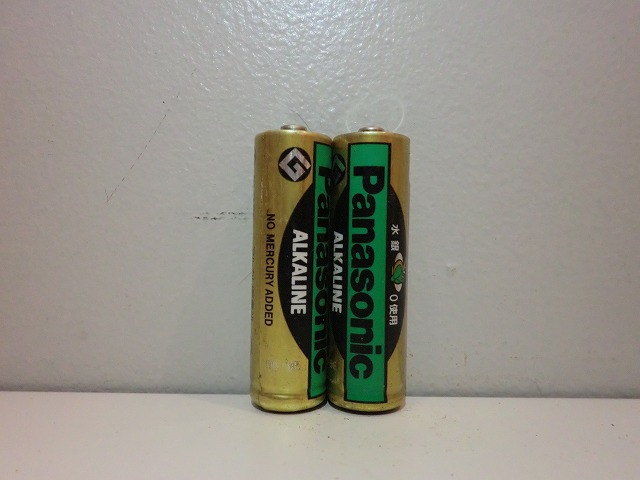 G
NO MERCURY ADDED
ALKALINE
Panasonic
ALKALINE
Panasonic
水銀
0使用